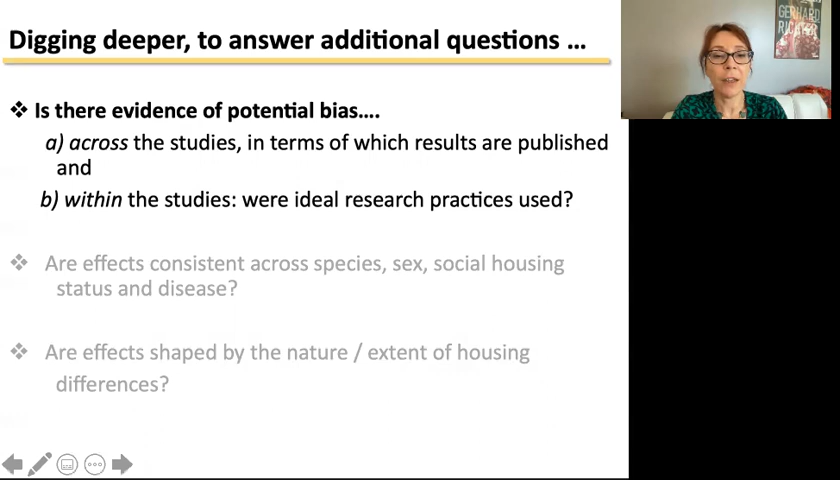 Digging deeper, to answer additional questions ...
❖ Is there evidence of potential bias....
a) across the studies, in terms of which results are published
and
b) within the studies: were ideal research practices used?
❖ Are effects consistent across species, sex, social housing
status and disease?
❖ Are effects shaped by the nature / extent of housing
differences?
GERHARD
RICHTER